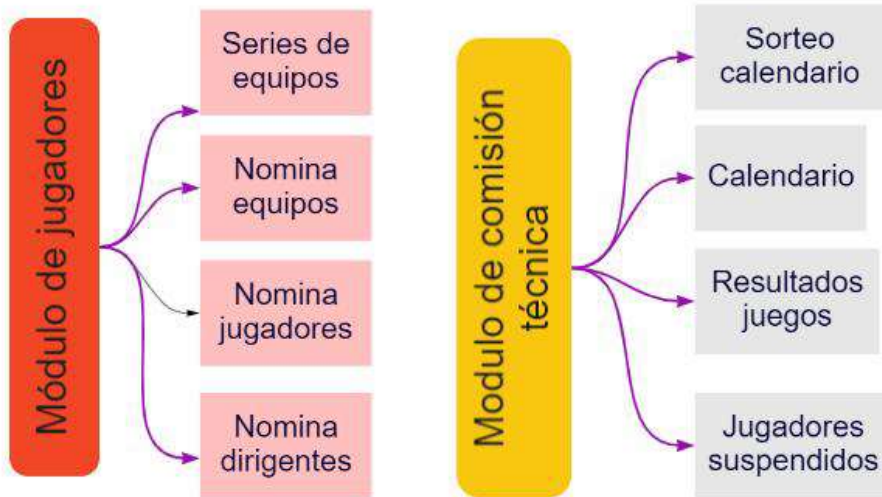 Módulo de jugadores
Series de
equipos
Nomina
equipos
Nomina
jugadores
Nomina
dirigentes
Modulo de comisión
técnica
Sorteo
calendario
Calendario
Resultados
juegos
Jugadores
suspendidos